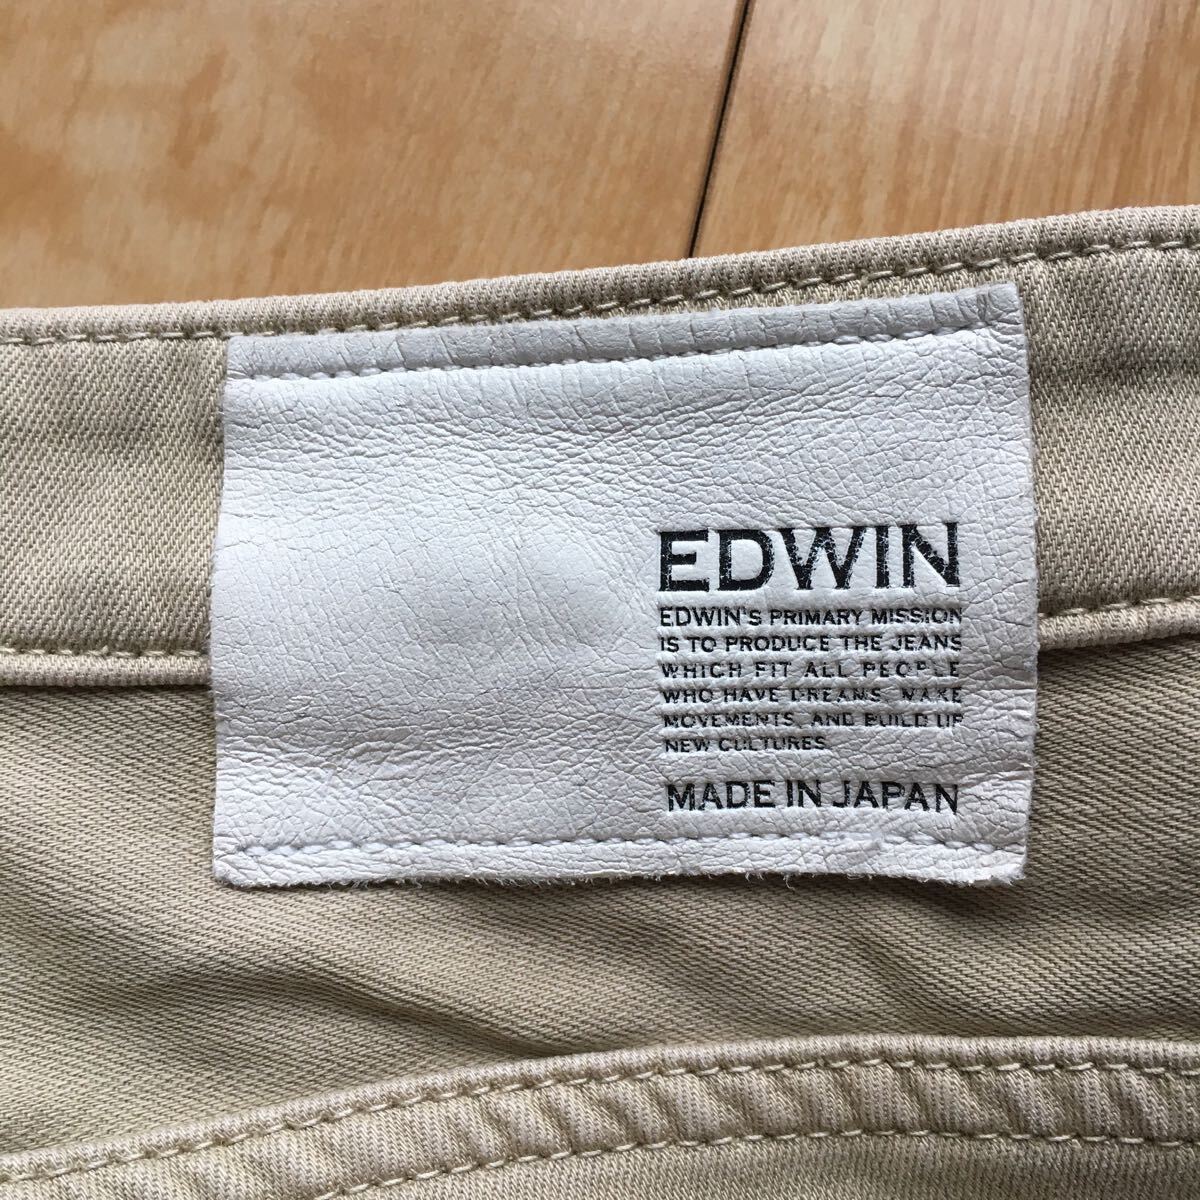 EDWIN
EDWIN'S PRIMARY MISSION
IS TO PRODUCE THE JEANS
WHICH FIT ALL PEOPLE
WHO HAVE DREAMS, MAKE
MOVEMENTS, AND BUILD UP
NEW CULTURES.
MADE IN JAPAN